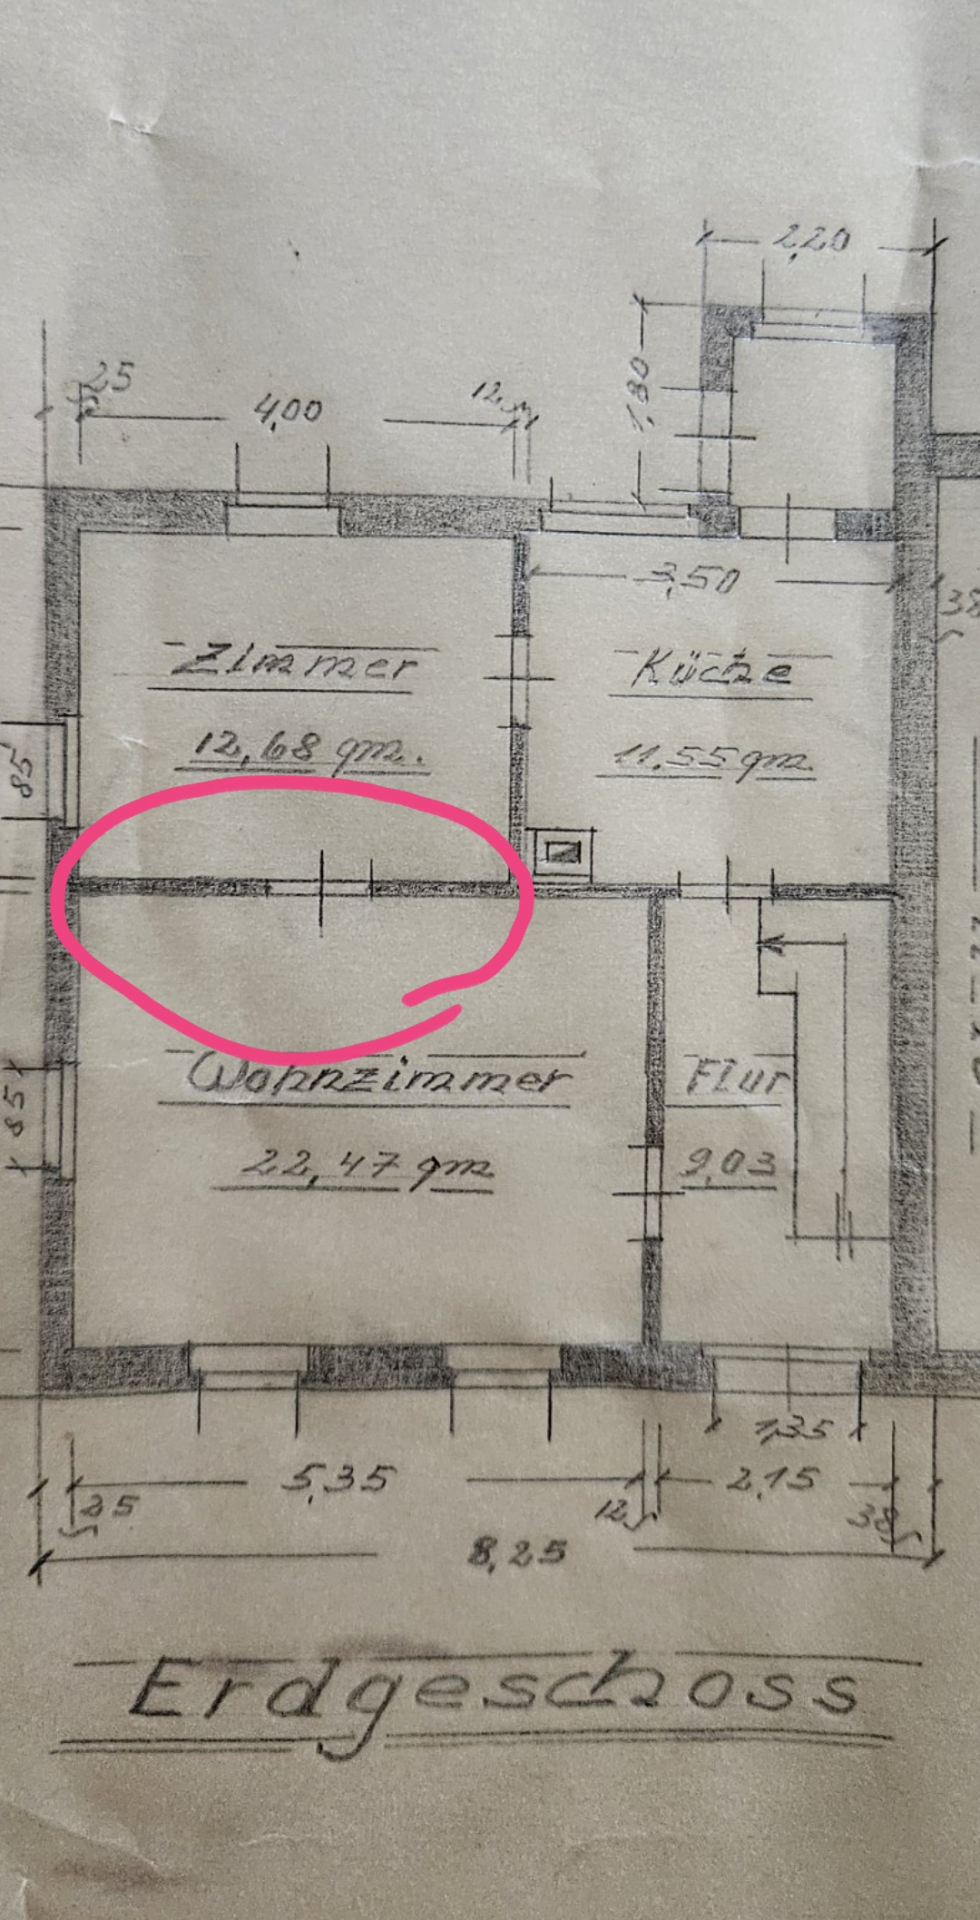 2,20
25
4,00
12
1,80
3,50
38
Zimmer
Küche
12,68 qm.
11.55 qm
85
Wohnzimmer
Flur
85
22,47 qm
9,03
1,35
5,35
2,15
25
12
38
8,25
Erdgeschoss